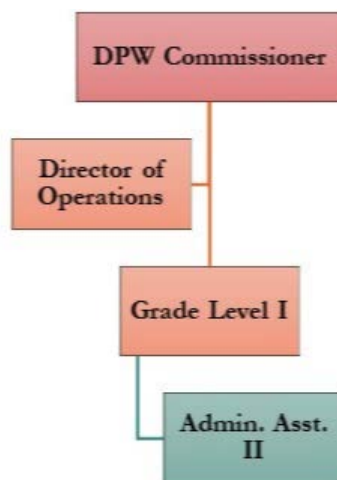 DPW Commissioner
Director of
Operations
Grade Level I
Admin. Asst.
II